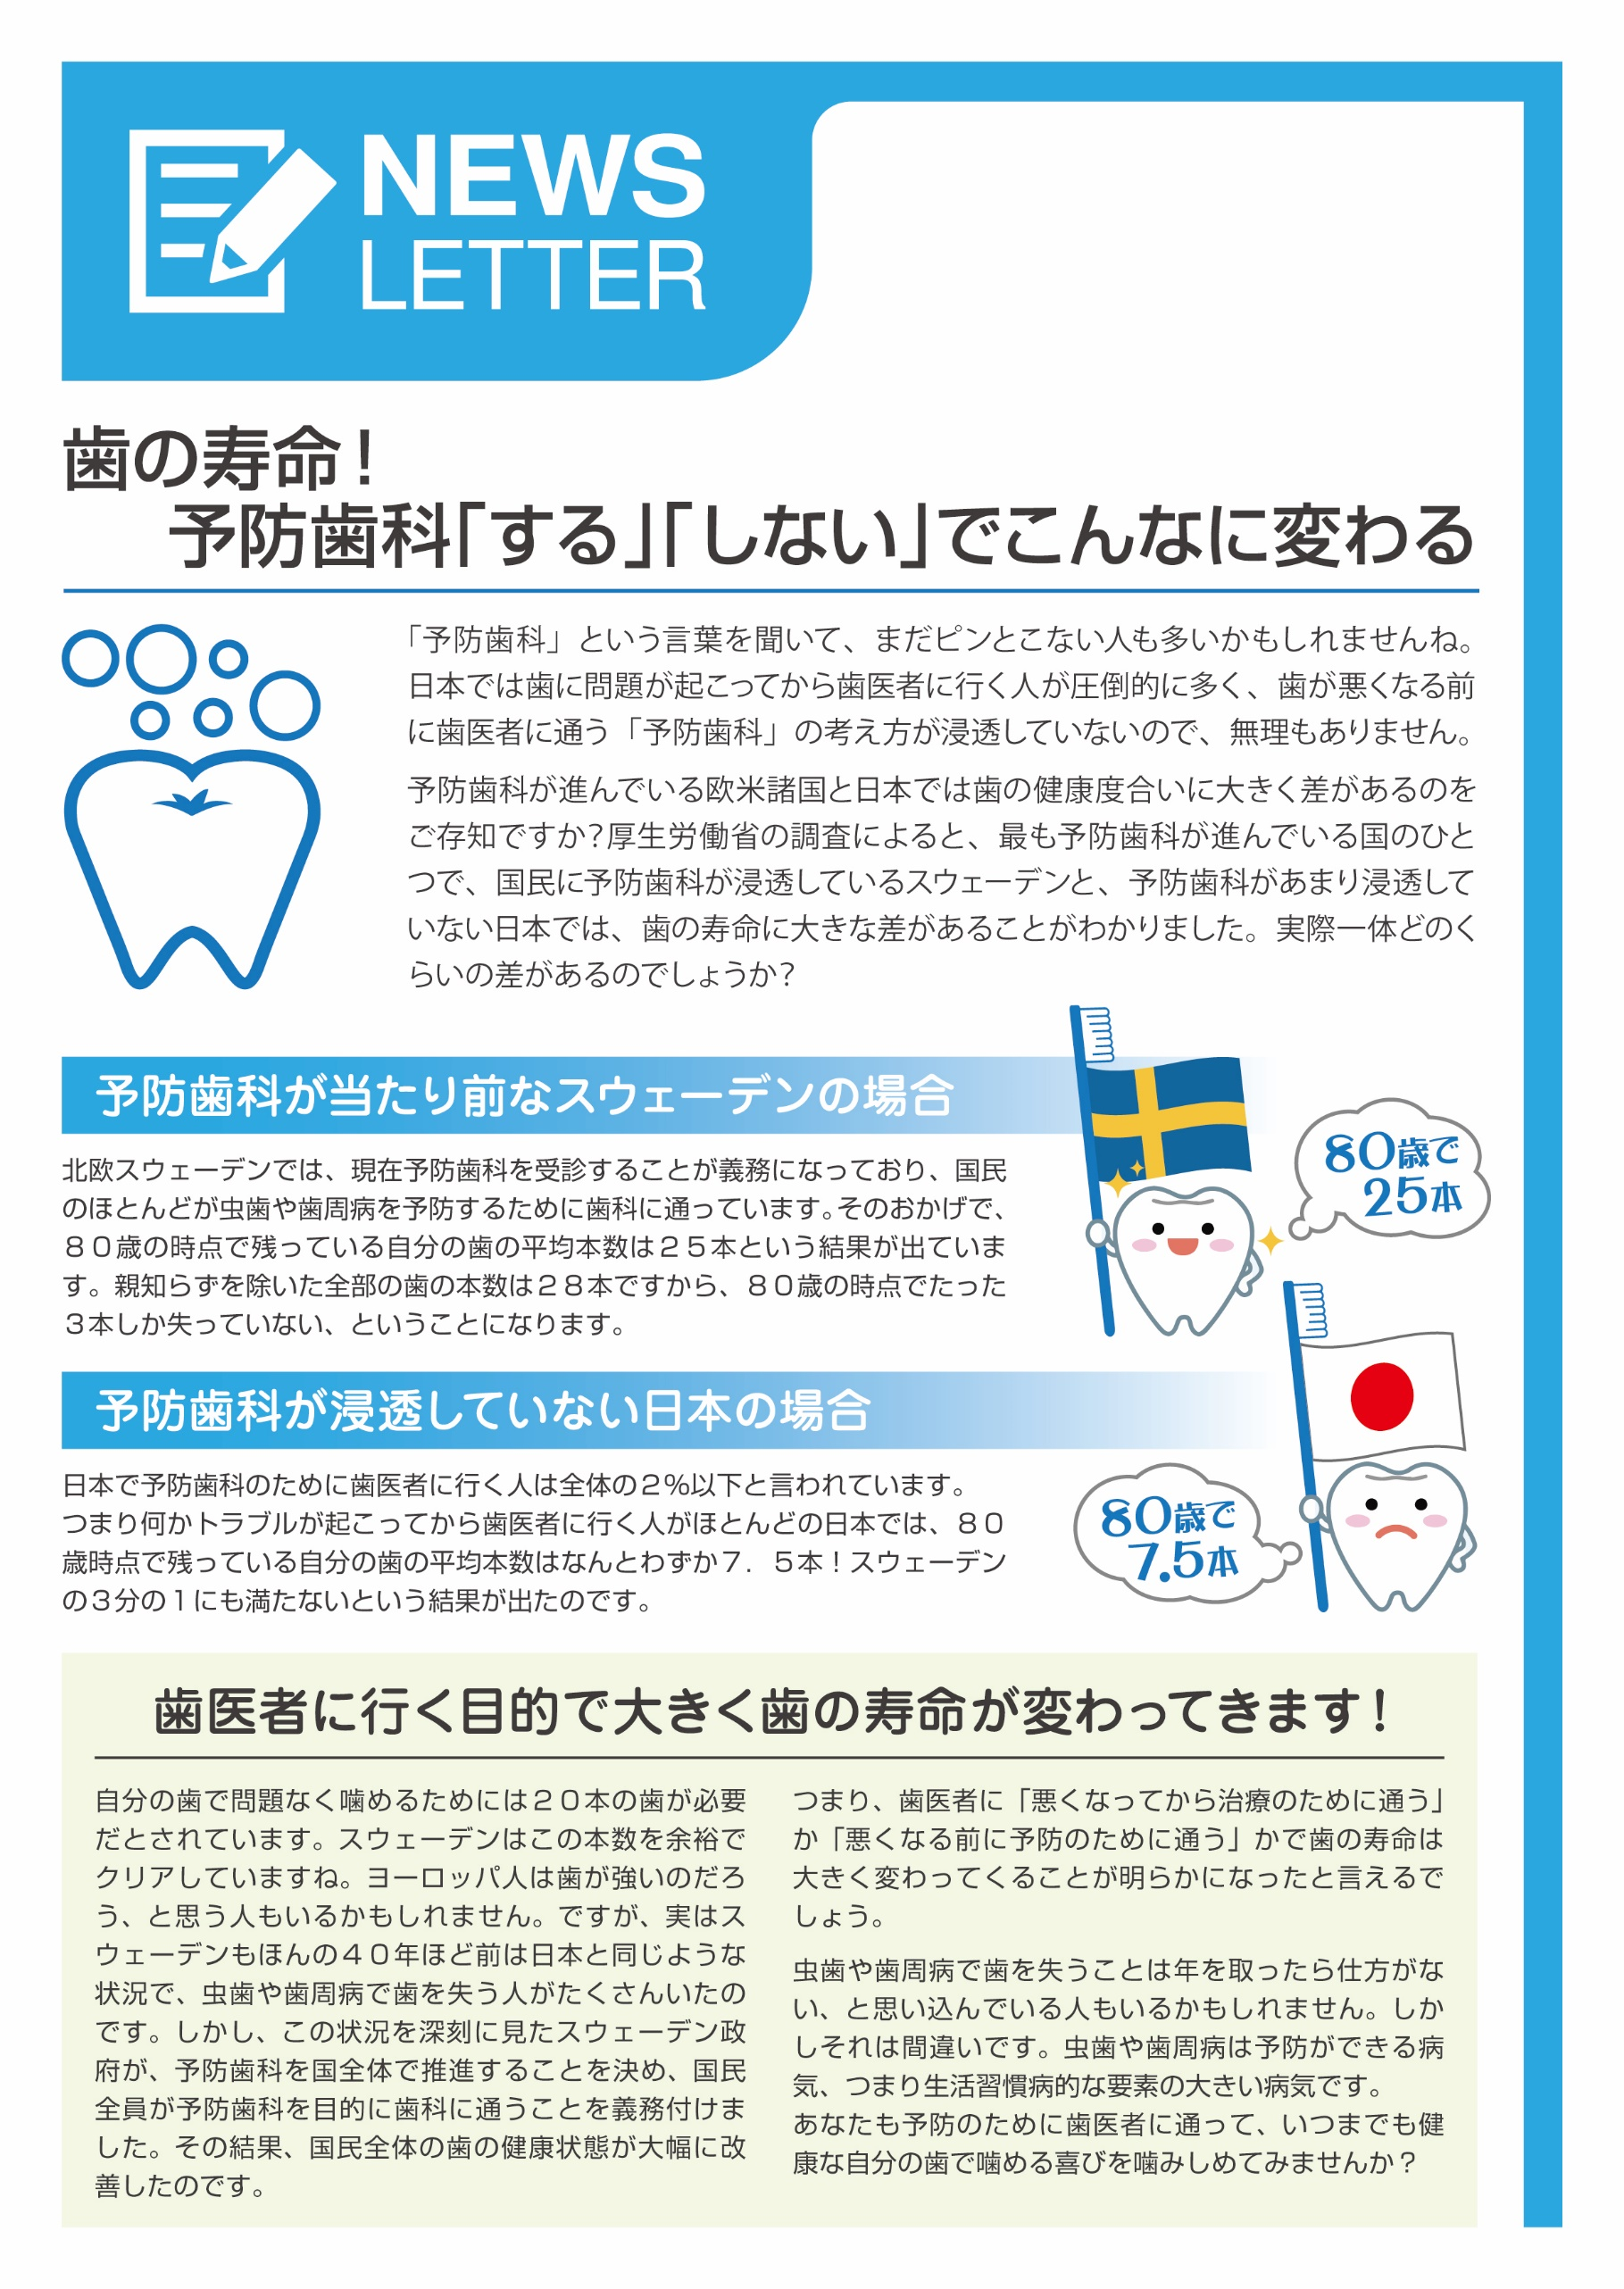 NEWS
LETTER
歯の寿命！
予防歯科「する」「しない」でこんなに変わる
「予防歯科」という言葉を聞いて、まだピンとこない人も多いかもしれませんね。
日本では歯に問題が起こってから歯医者に行く人が圧倒的に多く、歯が悪くなる前
に歯医者に通う「予防歯科」の考え方が浸透していないので、無理もありません。
予防歯科が進んでいる欧米諸国と日本では歯の健康度合いに大きく差があるのを
ご存知ですか？厚生労働省の調査によると、最も予防歯科が進んでいる国のひと
つで、国民に予防歯科が浸透しているスウェーデンと、予防歯科があまり浸透して
いない日本では、歯の寿命に大きな差があることがわかりました。実際一体どのく
らいの差があるのでしょうか？
予防歯科が当たり前なスウェーデンの場合
北欧スウェーデンでは、現在予防歯科を受診することが義務になっており、国民
のほとんどが虫歯や歯周病を予防するために歯科に通っています。そのおかげで、
８０歳の時点で残っている自分の歯の平均本数は２５本という結果が出ていま
す。親知らずを除いた全部の歯の本数は２８本ですから、８０歳の時点でたった
３本しか失っていない、ということになります。
80歳で
25本
予防歯科が浸透していない日本の場合
日本で予防歯科のために歯医者に行く人は全体の２％以下と言われています。
つまり何かトラブルが起こってから歯医者に行く人がほとんどの日本では、８０
歳時点で残っている自分の歯の平均本数はなんとわずか７．５本！スウェーデン
の３分の１にも満たないという結果が出たのです。
80歳で
7.5本
歯医者に行く目的で大きく歯の寿命が変わってきます！
自分の歯で問題なく噛めるためには２０本の歯が必要
だとされています。スウェーデンはこの本数を余裕で
クリアしていますね。ヨーロッパ人は歯が強いのだろ
う、と思う人もいるかもしれません。ですが、実はス
ウェーデンもほんの４０年ほど前は日本と同じような
状況で、虫歯や歯周病で歯を失う人がたくさんいたの
です。しかし、この状況を深刻に見たスウェーデン政
府が、予防歯科を国全体で推進することを決め、国民
全員が予防歯科を目的に歯科に通うことを義務付けま
した。その結果、国民全体の歯の健康状態が大幅に改
善したのです。
つまり、歯医者に「悪くなってから治療のために通う」
か「悪くなる前に予防のために通う」かで歯の寿命は
大きく変わってくることが明らかになったと言えるで
しょう。
虫歯や歯周病で歯を失うことは年を取ったら仕方がな
い、と思い込んでいる人もいるかもしれません。しか
しそれは間違いです。虫歯や歯周病は予防ができる病
気、つまり生活習慣病的な要素の大きい病気です。
あなたも予防のために歯医者に通って、いつまでも健
康な自分の歯で噛める喜びを噛みしめてみませんか？